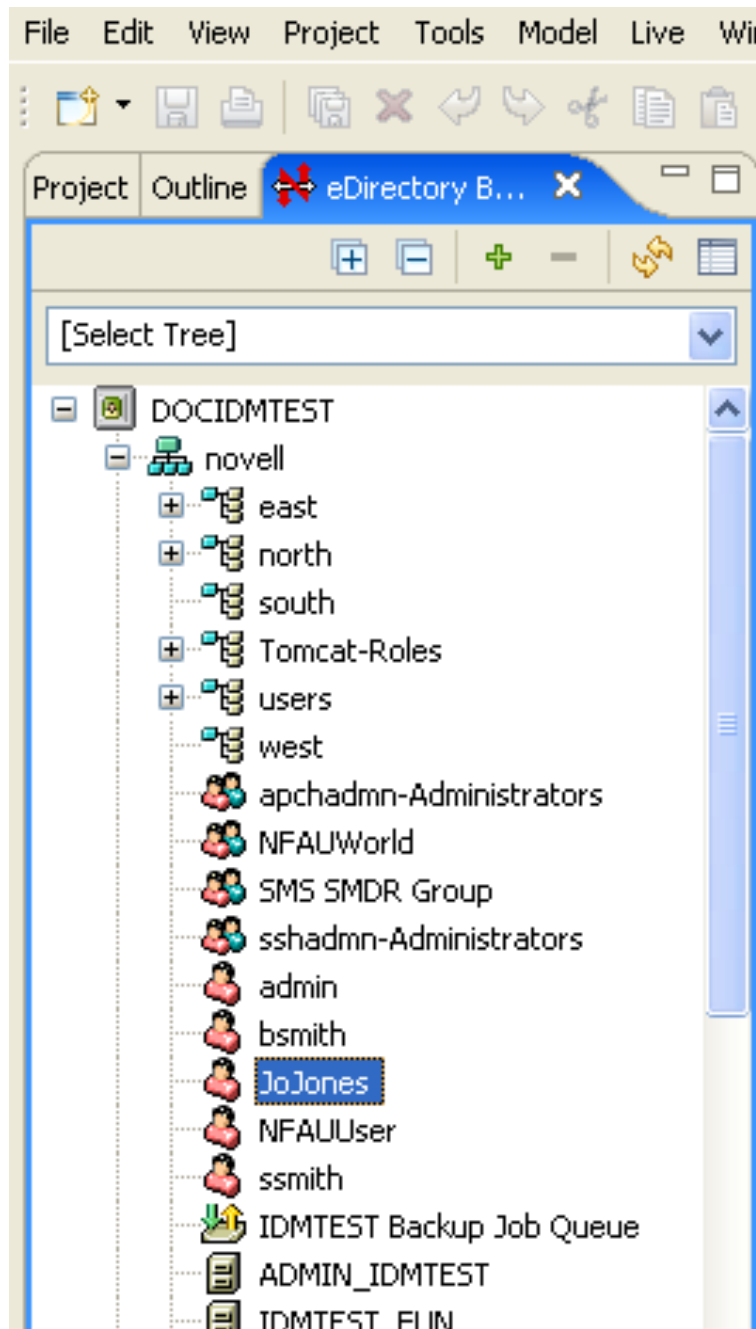 File Edit View Project Tools Model Live
Project Outline eDirectory B...
[Select Tree]
DOCIDMTEST
novell
east
north
south
Tomcat-Roles
users
west
apchadmn-Administrators
NFAUWorld
SMS SMDR Group
sshadmn-Administrators
admin
bsmith
JoJones
NFAUUser
ssmith
IDMTEST Backup Job Queue
ADMIN_IDMTEST